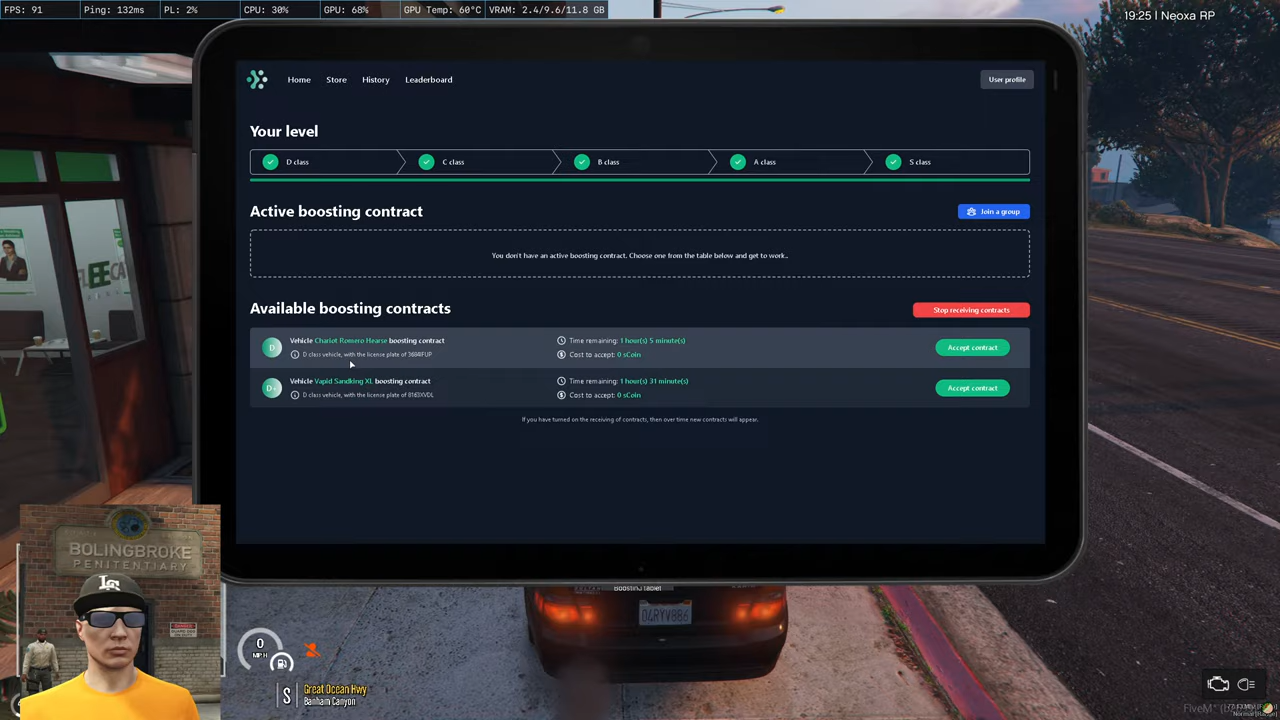 FPS: 91 Ping: 132ms PL: 2% CPU: 30% GPU: 68% GPU Temp: 60°C VRAM: 2.4/9.6/11.8 GB
19:25 | Neoxa RP
Home Store History Leaderboard User profile
Your level
D class C class B class A class S class
Active boosting contract
Join a group
You don't have an active boosting contract. Choose one from the table below and get to work..
Available boosting contracts
Stop receiving contracts
D
Vehicle Chariot Romero Hearse boosting contract
D class vehicle, with the license plate of 3684IFUP
Time remaining: 1 hour(s) 5 minute(s)
Cost to accept: 0 sCoin
Accept contract
Vehicle Vapid Sandking XL boosting contract
D class vehicle, with the license plate of 8163XVDL
Time remaining: 1 hour(s) 31 minute(s)
Cost to accept: 0 sCoin
Accept contract
If you have turned on the receiving of contracts, then over time new contracts will appear.
Boosting Tablet
BOLINGBROKE
PENITENTIARY
0
MPH
S
Great Ocean Hwy
Banham Canyon
FiveM*